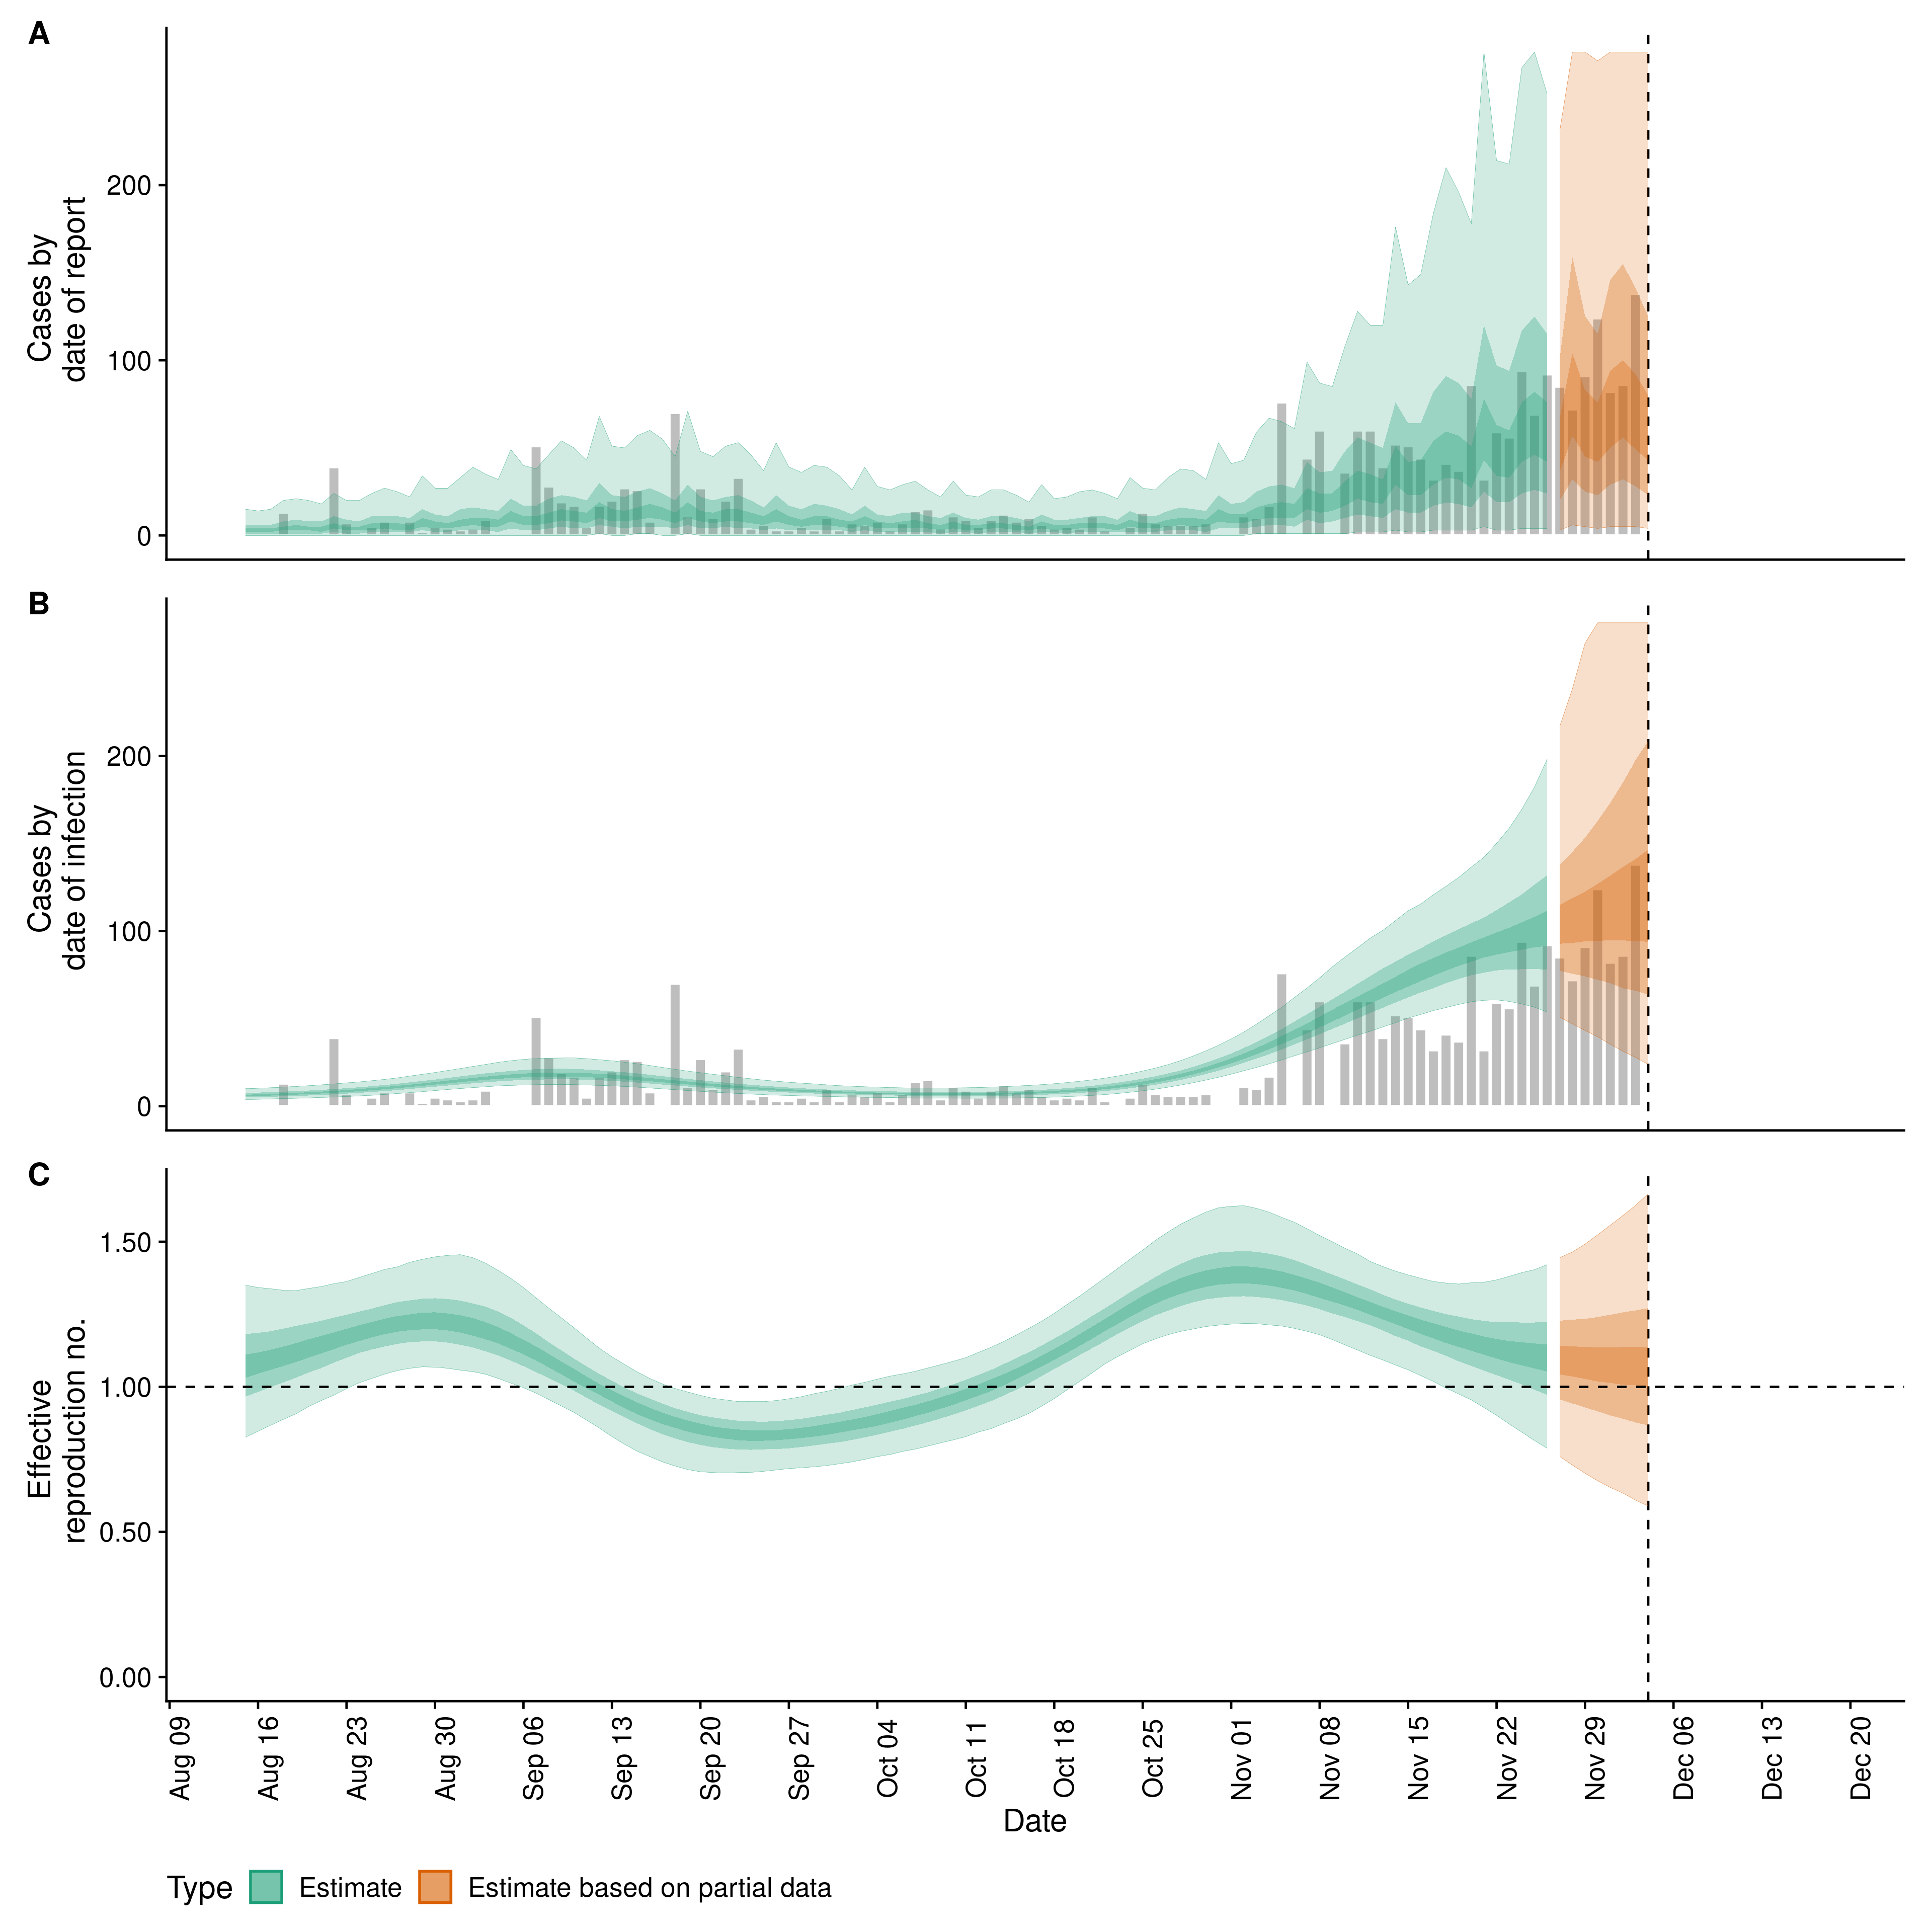 A
Cases by
date of report
200
100
0
B
Cases by
date of infection
200
100
0
C
Effective
reproduction no.
1.50
1.00
0.50
0.00
Aug 09
Aug 16
Aug 23
Aug 30
Sep 06
Sep 13
Sep 20
Sep 27
Oct 04
Oct 11
Oct 18
Oct 25
Nov 01
Nov 08
Nov 15
Nov 22
Nov 29
Dec 06
Dec 13
Dec 20
Date
Type Estimate Estimate based on partial data